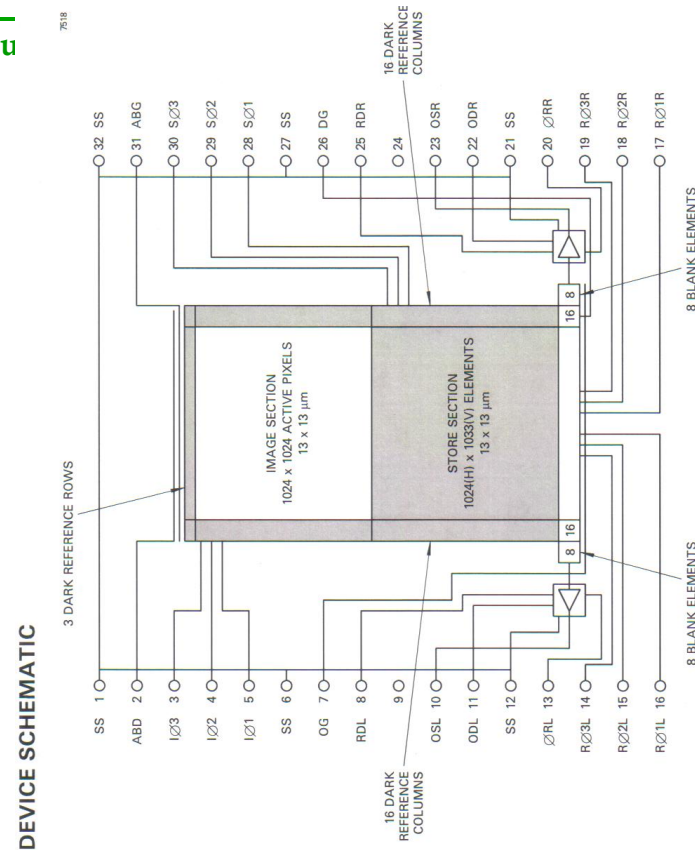 u
7518
DEVICE SCHEMATIC
3 DARK REFERENCE ROWS
SS 1
ABD 2
IØ3 3
IØ2 4
IØ1 5
SS 6
OG 7
RDL 8
9
OSL 10
ODL 11
SS 12
ØRL 13
RØ3L 14
RØ2L 15
RØ1L 16
32 SS
31 ABG
30 SØ3
29 SØ2
28 SØ1
27 SS
26 DG
25 RDR
24
23 OSR
22 ODR
21 SS
20 ØRR
19 RØ3R
18 RØ2R
17 RØ1R
IMAGE SECTION
1024 x 1024 ACTIVE PIXELS
13 x 13 µm
STORE SECTION
1024(H) x 1033(V) ELEMENTS
13 x 13 µm
16 DARK
REFERENCE
COLUMNS
16 DARK
REFERENCE
COLUMNS
8 16
16 8
8 BLANK ELEMENTS
8 BLANK ELEMENTS